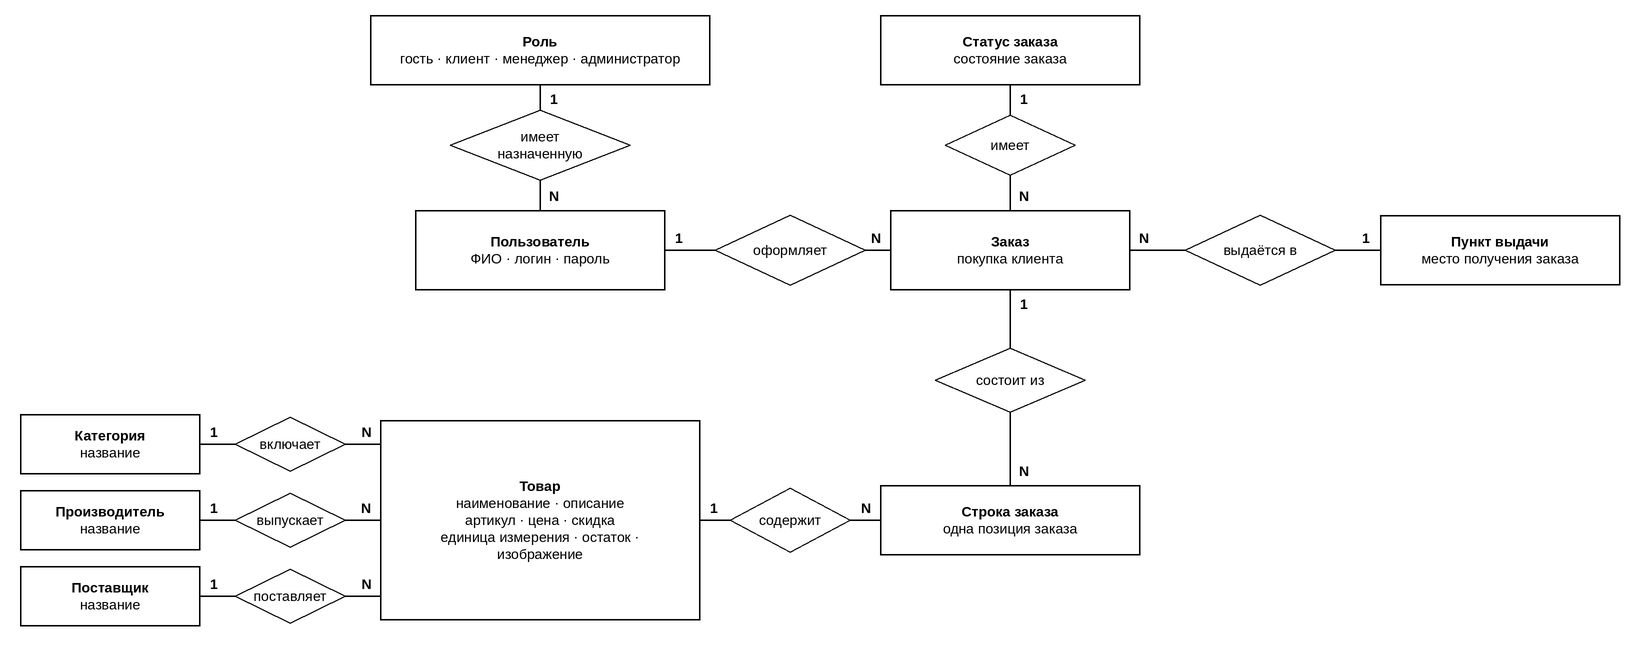 Роль
гость · клиент · менеджер · администратор
Статус заказа
состояние заказа
1
1
имеет
назначенную
имеет
N
N
Пользователь
ФИО · логин · пароль
1
оформляет
N
Заказ
покупка клиента
N
выдаётся в
1
Пункт выдачи
место получения заказа
1
состоит из
N
Категория
название
1
включает
N
Производитель
название
1
выпускает
N
Поставщик
название
1
поставляет
N
Товар
наименование · описание
артикул · цена · скидка
единица измерения · остаток ·
изображение
1
содержит
N
Строка заказа
одна позиция заказа